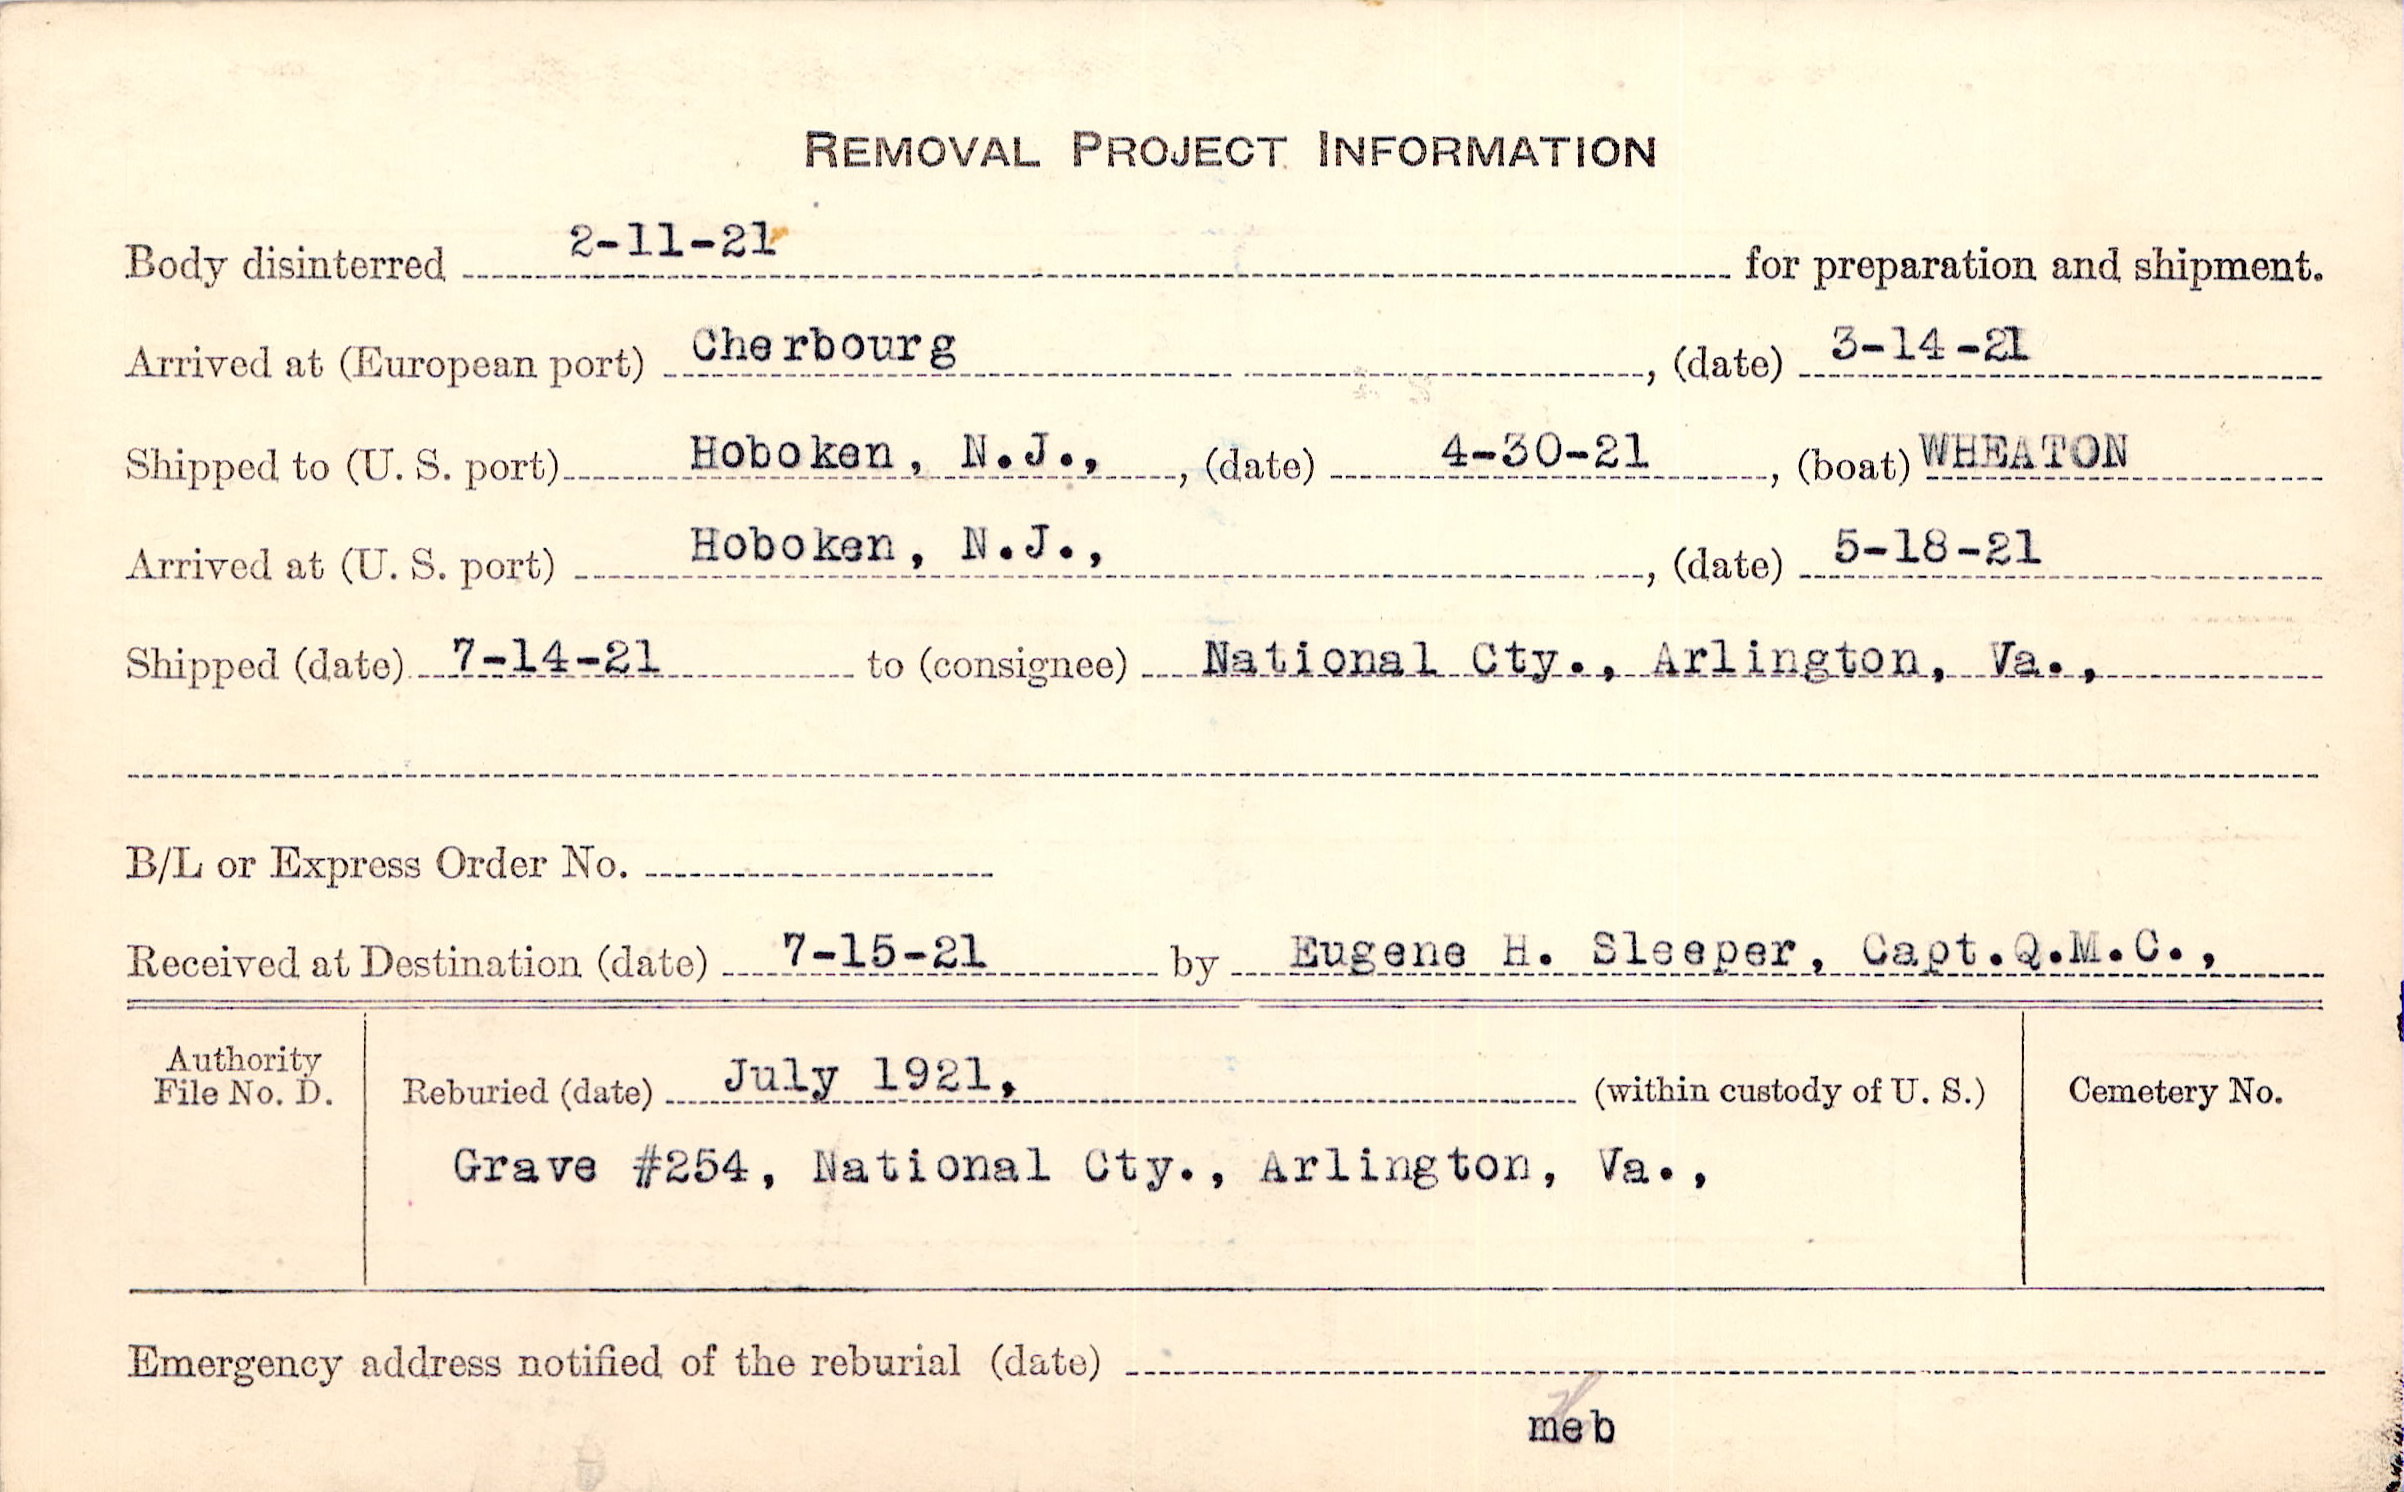 REMOVAL PROJECT INFORMATION
Body disinterred 2-11-21 for preparation and shipment.
Arrived at (European port) Cherbourg, (date) 3-14-21
Shipped to (U. S. port) Hoboken, N.J., , (date) 4-30-21, (boat) WHEATON
Arrived at (U. S. port) Hoboken, N.J., , (date) 5-18-21
Shipped (date) 7-14-21 to (consignee) National Cty., Arlington, Va.,
B/L or Express Order No.
Received at Destination (date) 7-15-21 by Eugene H. Sleeper, Capt.Q.M.C.,
Authority
File No. D.
Reburied (date) July 1921, (within custody of U. S.)
Cemetery No.
Grave #254, National Cty., Arlington, Va.,
Emergency address notified of the reburial (date)
meb